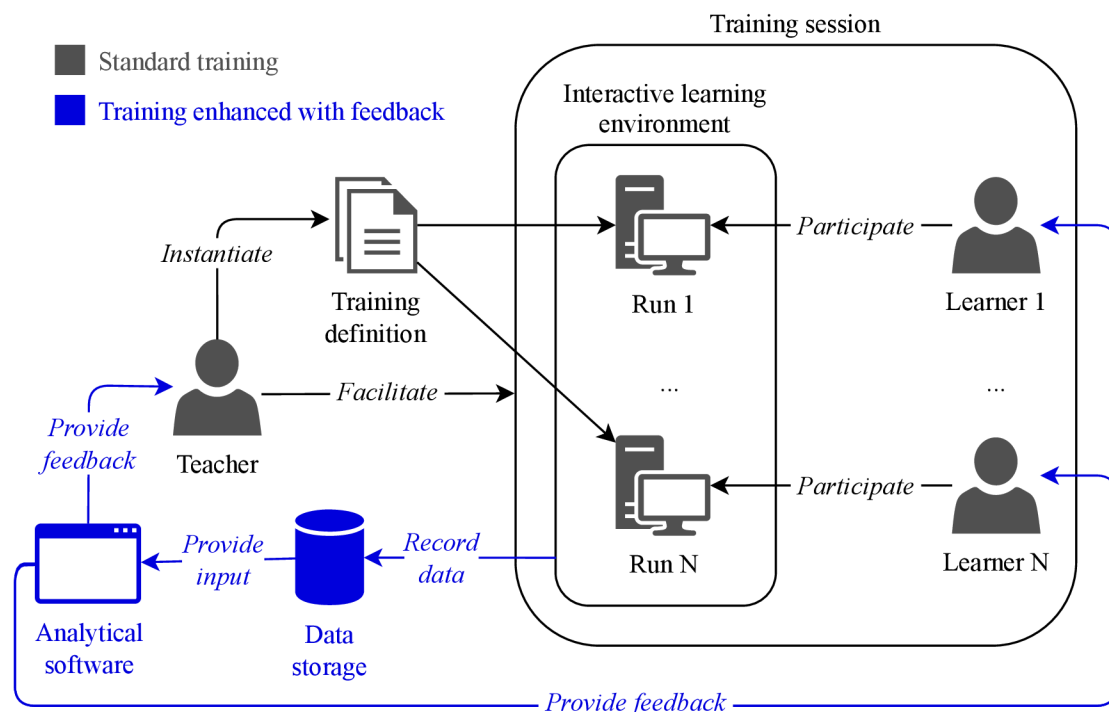 Training session
Standard training
Training enhanced with feedback
Interactive learning
environment
Instantiate
Participate
Training
definition
Run 1
Learner 1
Facilitate
...
...
Provide
feedback
Teacher
Participate
Provide
input
Record
data
Run N
Learner N
Analytical
software
Data
storage
Provide feedback